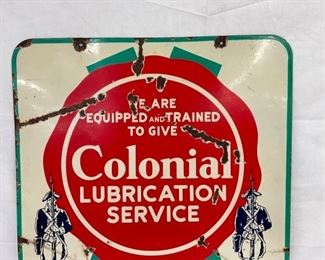 WE ARE
EQUIPPED AND TRAINED
TO GIVE
Colonial
LUBRICATION
SERVICE